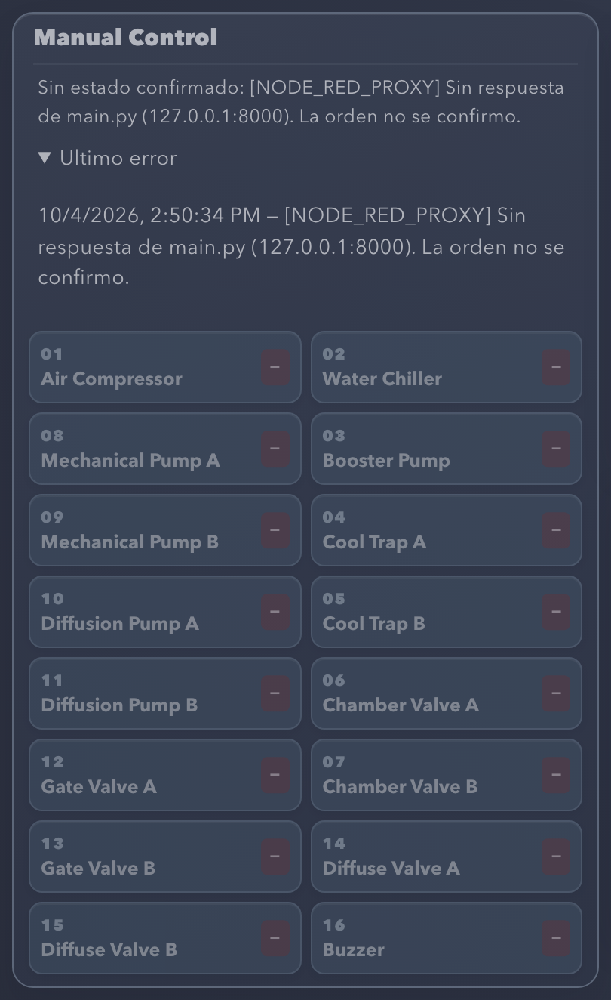 Manual Control
Sin estado confirmado: [NODE_RED_PROXY] Sin respuesta
de main.py (127.0.0.1:8000). La orden no se confirmo.
▼ Ultimo error
10/4/2026, 2:50:34 PM — [NODE_RED_PROXY] Sin
respuesta de main.py (127.0.0.1:8000). La orden no se
confirmo.
01
Air Compressor
—
02
Water Chiller
—
08
Mechanical Pump A
—
03
Booster Pump
—
09
Mechanical Pump B
—
04
Cool Trap A
—
10
Diffusion Pump A
—
05
Cool Trap B
—
11
Diffusion Pump B
—
06
Chamber Valve A
—
12
Gate Valve A
—
07
Chamber Valve B
—
13
Gate Valve B
—
14
Diffuse Valve A
—
15
Diffuse Valve B
—
16
Buzzer
—